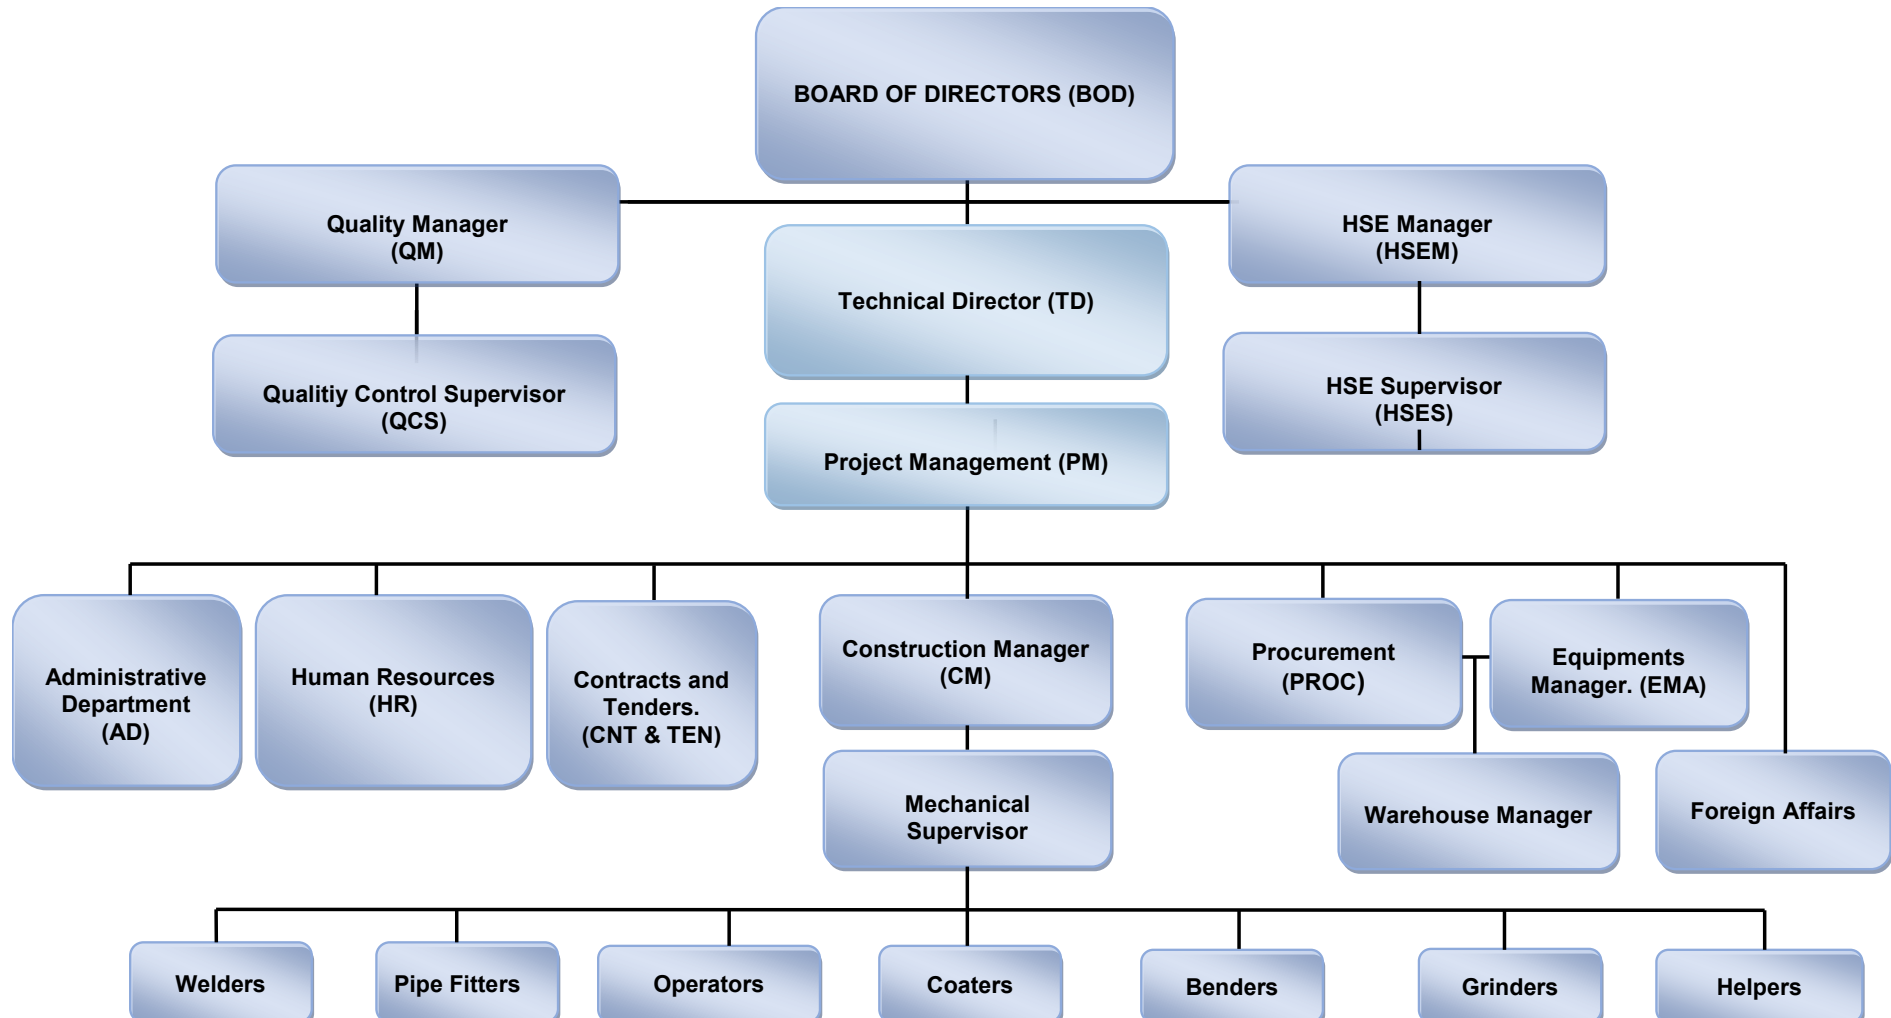 BOARD OF DIRECTORS (BOD)
Quality Manager
(QM)
HSE Manager
(HSEM)
Technical Director (TD)
Qualitiy Control Supervisor
(QCS)
HSE Supervisor
(HSES)
Project Management (PM)
Administrative
Department
(AD)
Human Resources
(HR)
Contracts and
Tenders.
(CNT & TEN)
Construction Manager
(CM)
Procurement
(PROC)
Equipments
Manager. (EMA)
Mechanical
Supervisor
Warehouse Manager
Foreign Affairs
Welders
Pipe Fitters
Operators
Coaters
Benders
Grinders
Helpers